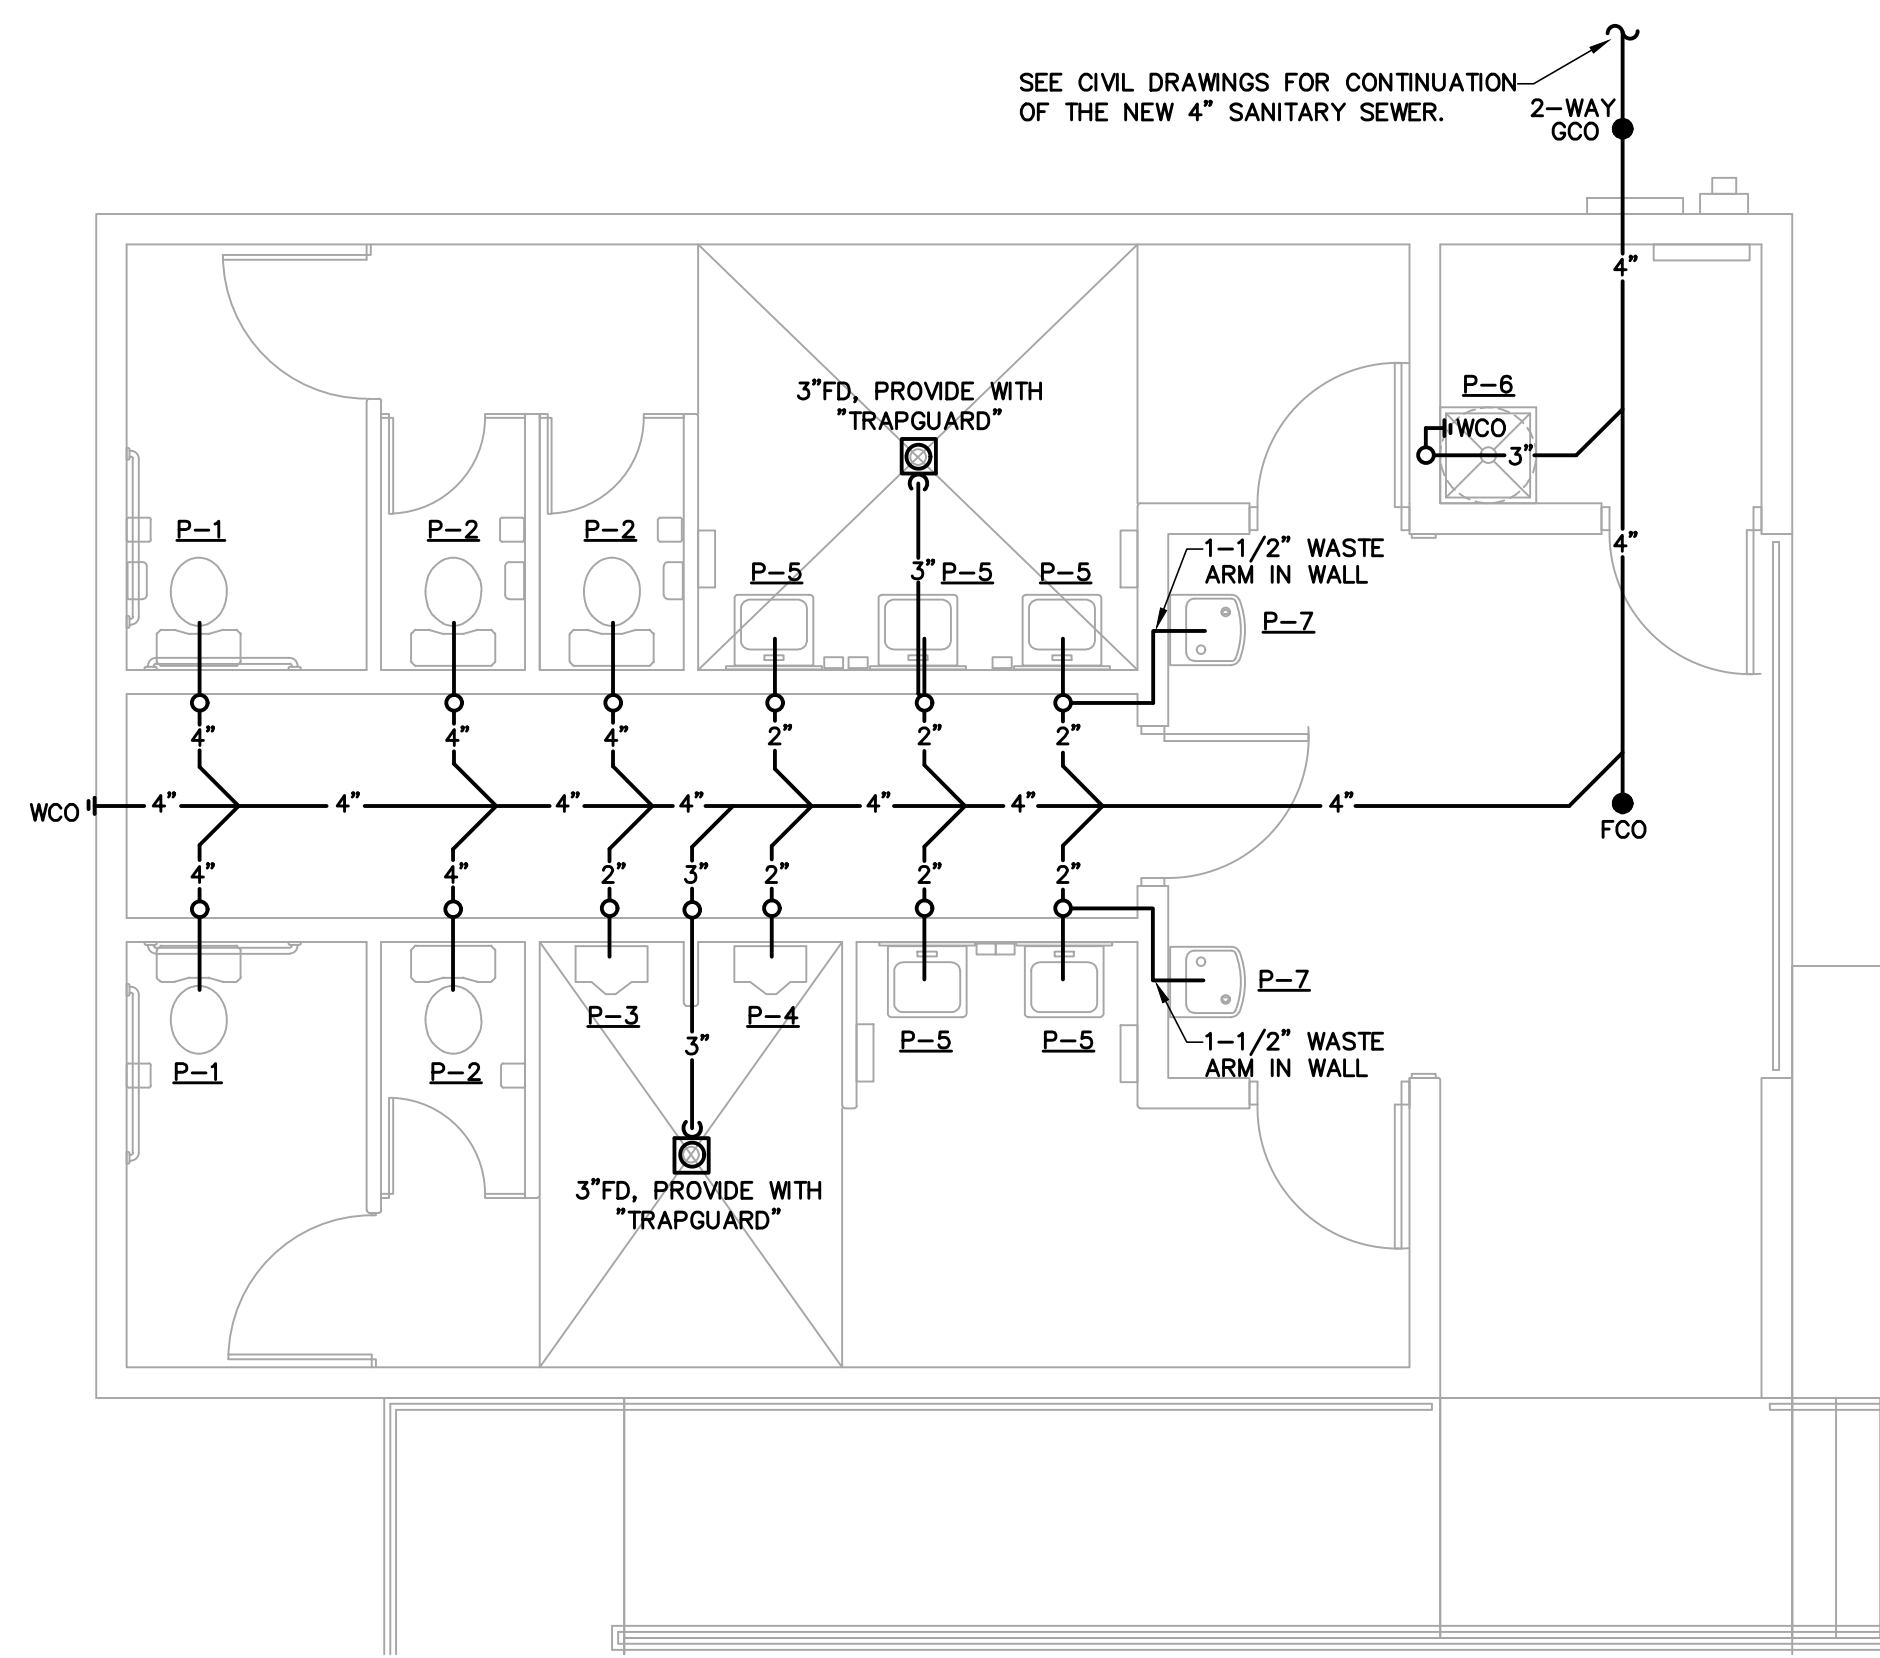 SEE CIVIL DRAWINGS FOR CONTINUATION
OF THE NEW 4" SANITARY SEWER.
2-WAY
GCO
4"
3"FD, PROVIDE WITH
"TRAPGUARD"
P-6
WCO
3"
P-1
P-2
P-2
4"
1-1/2" WASTE
ARM IN WALL
P-5
3"
P-5
P-5
P-7
4"
4"
4"
2"
2"
2"
WCO
4"
4"
4"
4"
4"
4"
4"
FCO
4"
4"
2"
3"
2"
2"
2"
P-7
P-3
P-4
3"
P-5
P-5
1-1/2" WASTE
ARM IN WALL
P-1
P-2
3"FD, PROVIDE WITH
"TRAPGUARD"